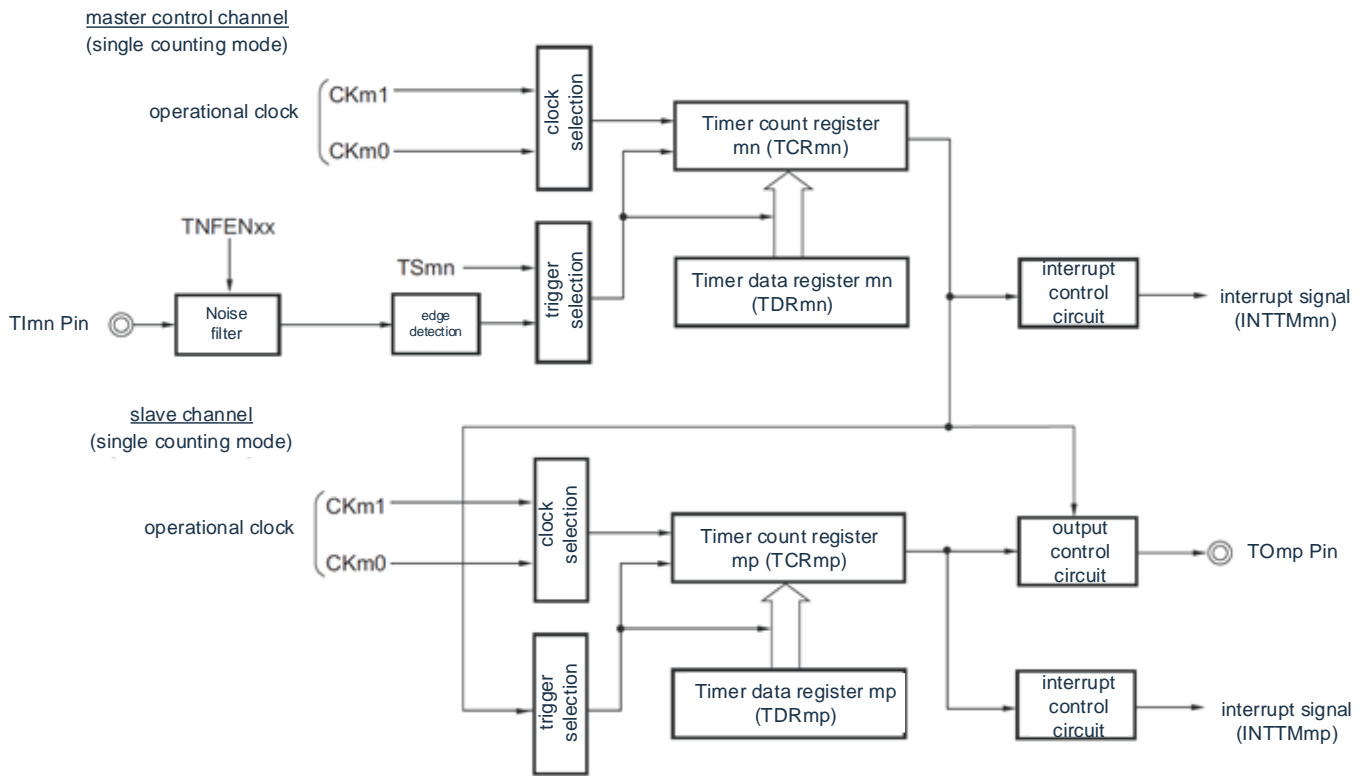 master control channel
(single counting mode)
operational clock
CKm1
CKm0
clock
selection
Timer count register
mn (TCRmn)
TNFENxx
TSmn
trigger
selection
Timer data register mn
(TDRmn)
TImn Pin
Noise
filter
edge
detection
interrupt
control
circuit
interrupt signal
(INTTMmn)
slave channel
(single counting mode)
operational clock
CKm1
CKm0
clock
selection
Timer count register
mp (TCRmp)
output
control
circuit
TOmp Pin
trigger
selection
Timer data register mp
(TDRmp)
interrupt
control
circuit
interrupt signal
(INTTMmp)